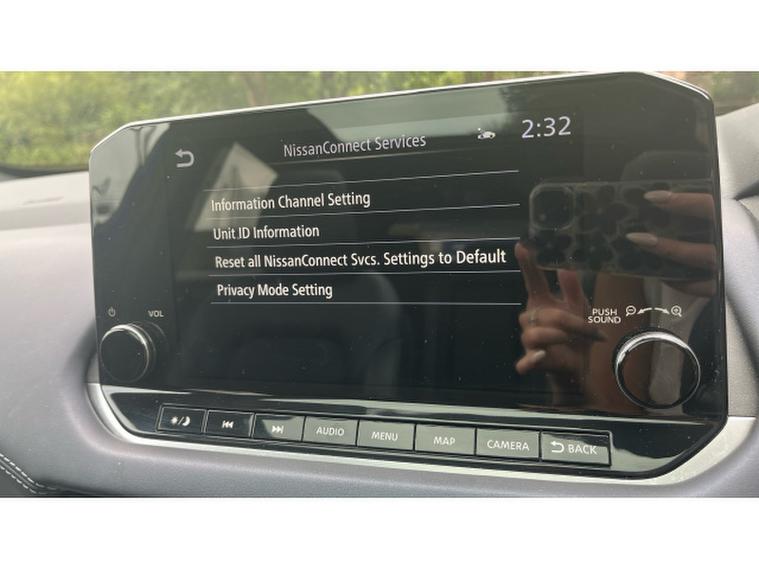 NissanConnect Services
2:32
Information Channel Setting
Unit ID Information
Reset all NissanConnect Svcs. Settings to Default
Privacy Mode Setting
VOL
PUSH
SOUND
AUDIO
MENU
MAP
CAMERA
BACK